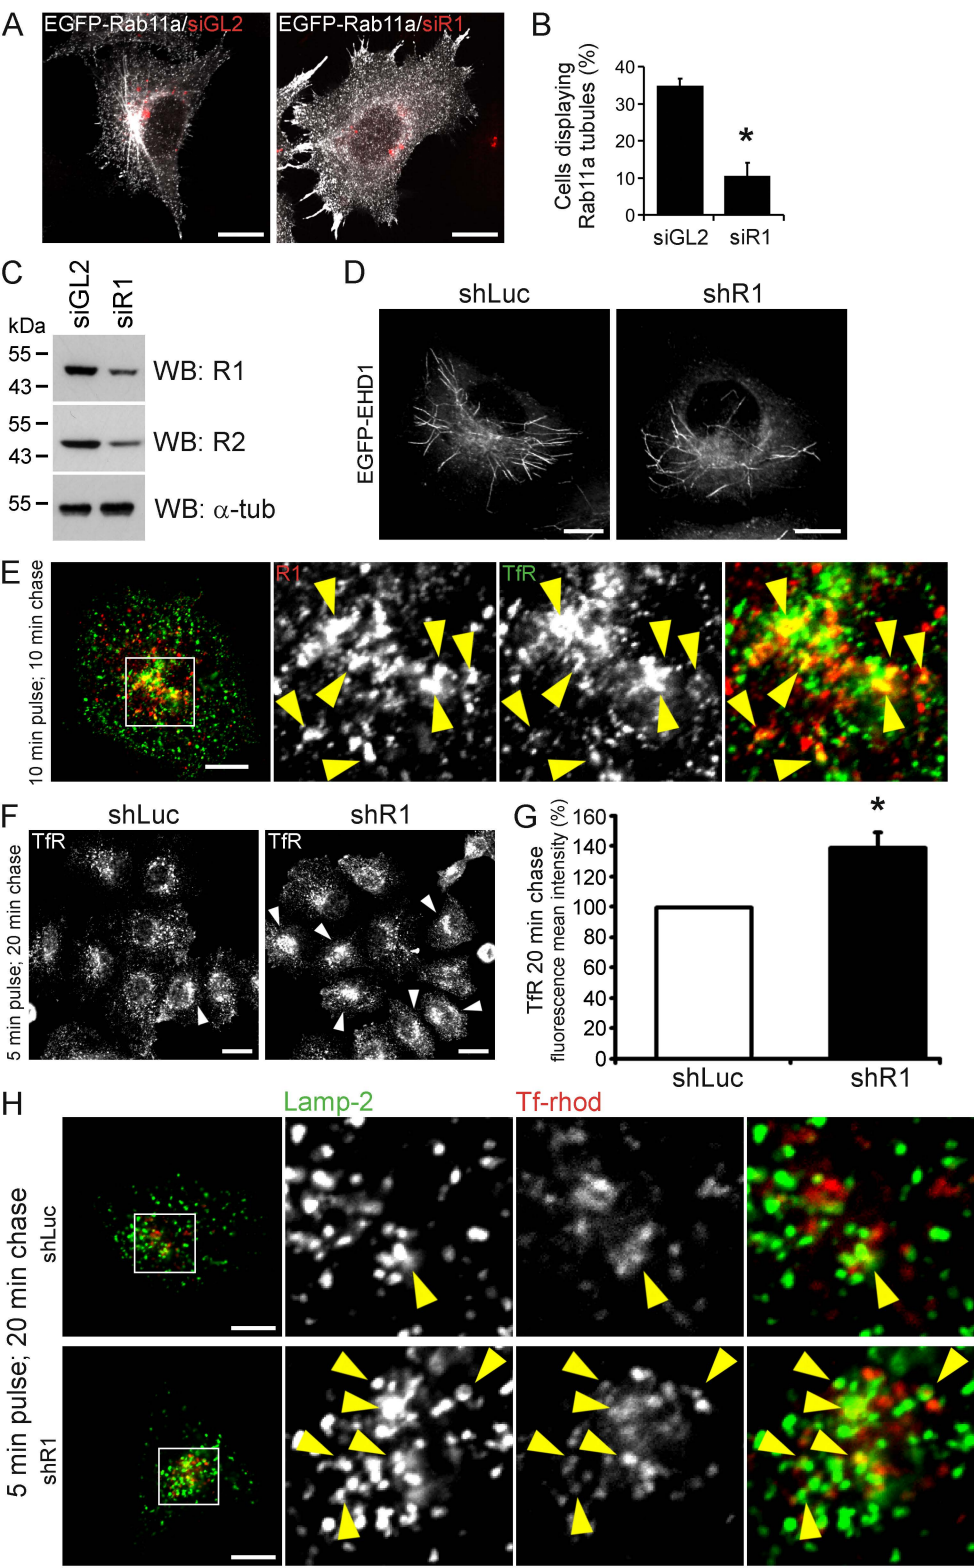 A
EGFP-Rab11a/siGL2
EGFP-Rab11a/siR1
B
Cells displaying
Rab11a tubules (%)
40
30
20
10
0
*
siGL2
siR1
C
siGL2
siR1
kDa
55
43
WB: R1
55
43
WB: R2
55
WB: α-tub
D
shLuc
shR1
EGFP-EHD1
E
10 min pulse; 10 min chase
R1
TfR
F
shLuc
shR1
5 min pulse; 20 min chase
TfR
TfR
G
TfR 20 min chase
fluorescence mean intensity (%)
160
140
120
100
80
60
40
20
0
*
shLuc
shR1
H
Lamp-2
Tf-rhod
5 min pulse; 20 min chase
shLuc
shR1